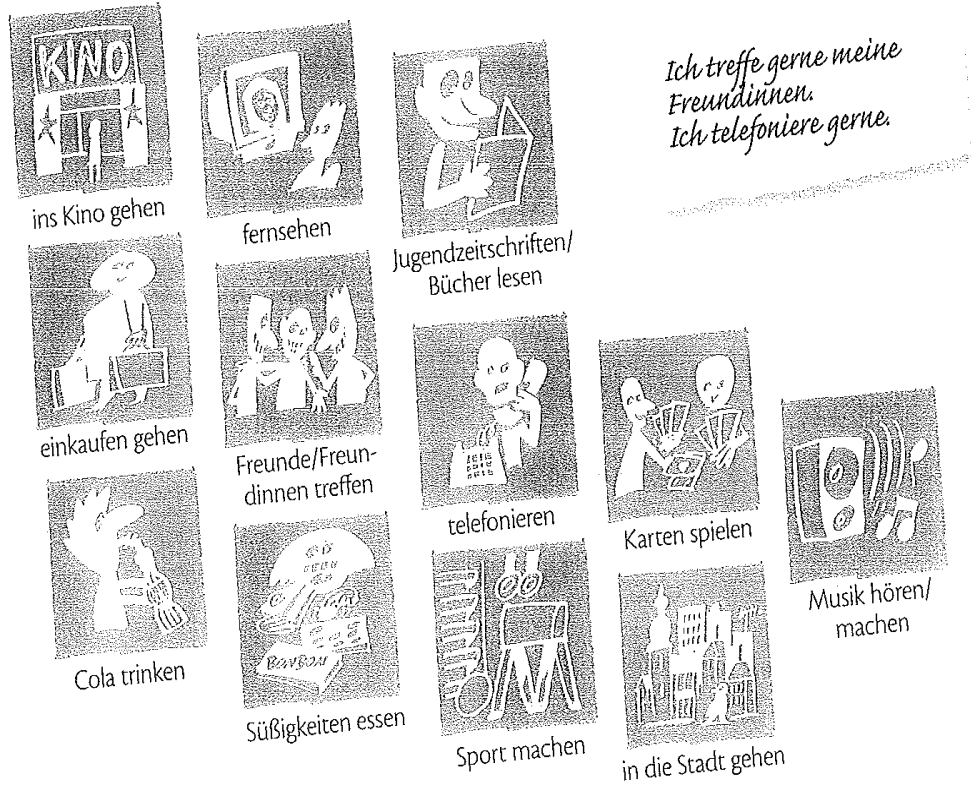 KINO
ins Kino gehen
fernsehen
Jugendzeitschriften/
Bücher lesen
Ich treffe gerne meine
Freundinnen.
Ich telefoniere gerne.
einkaufen gehen
Freunde/Freun-
dinnen treffen
telefonieren
Karten spielen
Musik hören/
machen
Cola trinken
BonBon
Süßigkeiten essen
Sport machen
in die Stadt gehen